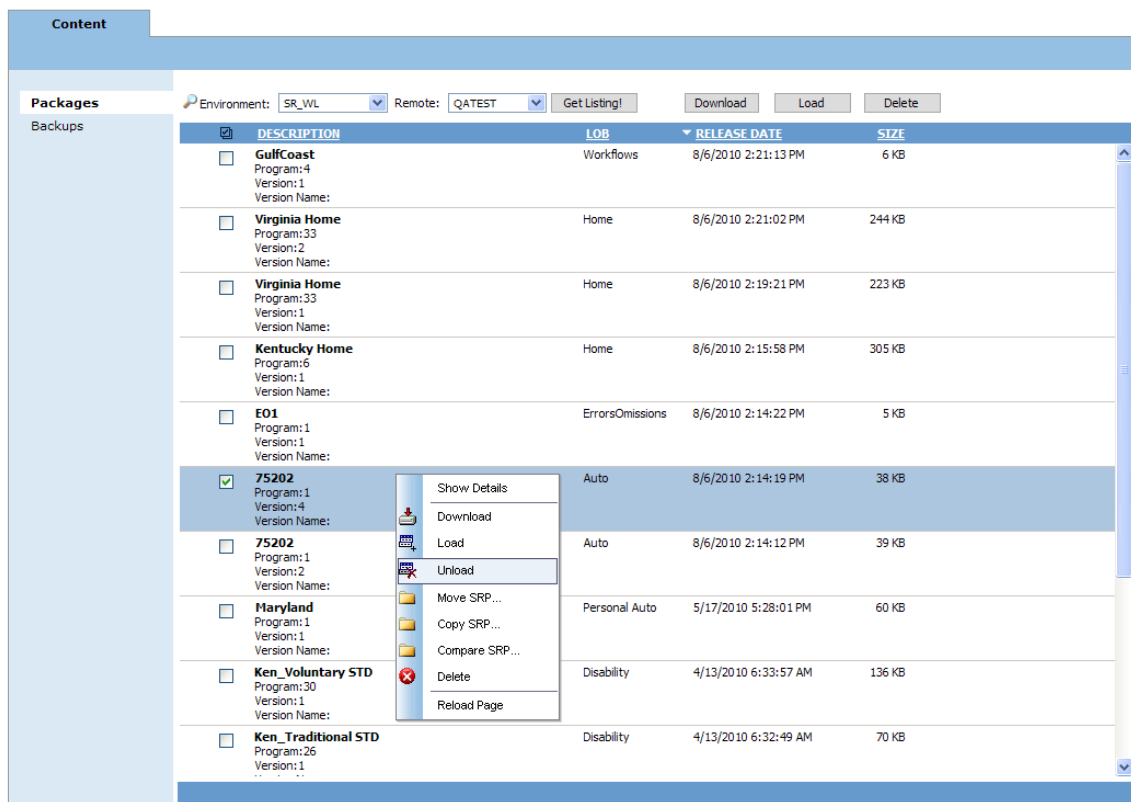 Content
Packages
Backups
Environment: SR_WL Remote: QATEST Get Listing! Download Load Delete
DESCRIPTION LOB RELEASE DATE SIZE
GulfCoast Workflows 8/6/2010 2:21:13 PM 6 KB
Program:4
Version:1
Version Name:
Virginia Home Home 8/6/2010 2:21:02 PM 244 KB
Program:33
Version:2
Version Name:
Virginia Home Home 8/6/2010 2:19:21 PM 223 KB
Program:33
Version:1
Version Name:
Kentucky Home Home 8/6/2010 2:15:58 PM 305 KB
Program:6
Version:1
Version Name:
EO1 ErrorsOmissions 8/6/2010 2:14:22 PM 5 KB
Program:1
Version:1
Version Name:
75202 Auto 8/6/2010 2:14:19 PM 38 KB
Program:1
Version:4
Version Name:
75202 Auto 8/6/2010 2:14:12 PM 39 KB
Program:1
Version:2
Version Name:
Maryland Personal Auto 5/17/2010 5:28:01 PM 60 KB
Program:1
Version:1
Version Name:
Ken_Voluntary STD Disability 4/13/2010 6:33:57 AM 136 KB
Program:30
Version:1
Version Name:
Ken_Traditional STD Disability 4/13/2010 6:32:49 AM 70 KB
Program:26
Version:1
Show Details
Download
Load
Unload
Move SRP...
Copy SRP...
Compare SRP...
Delete
Reload Page